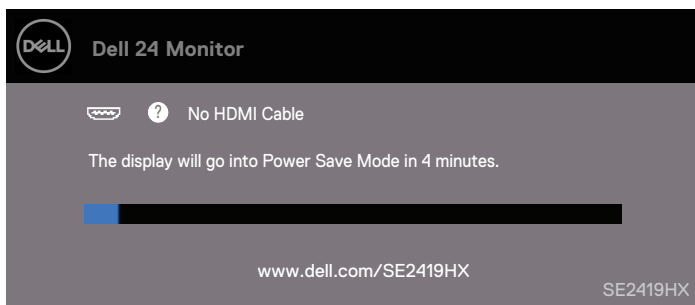 DELL
Dell 24 Monitor
? No HDMI Cable
The display will go into Power Save Mode in 4 minutes.
www.dell.com/SE2419HX
SE2419HX